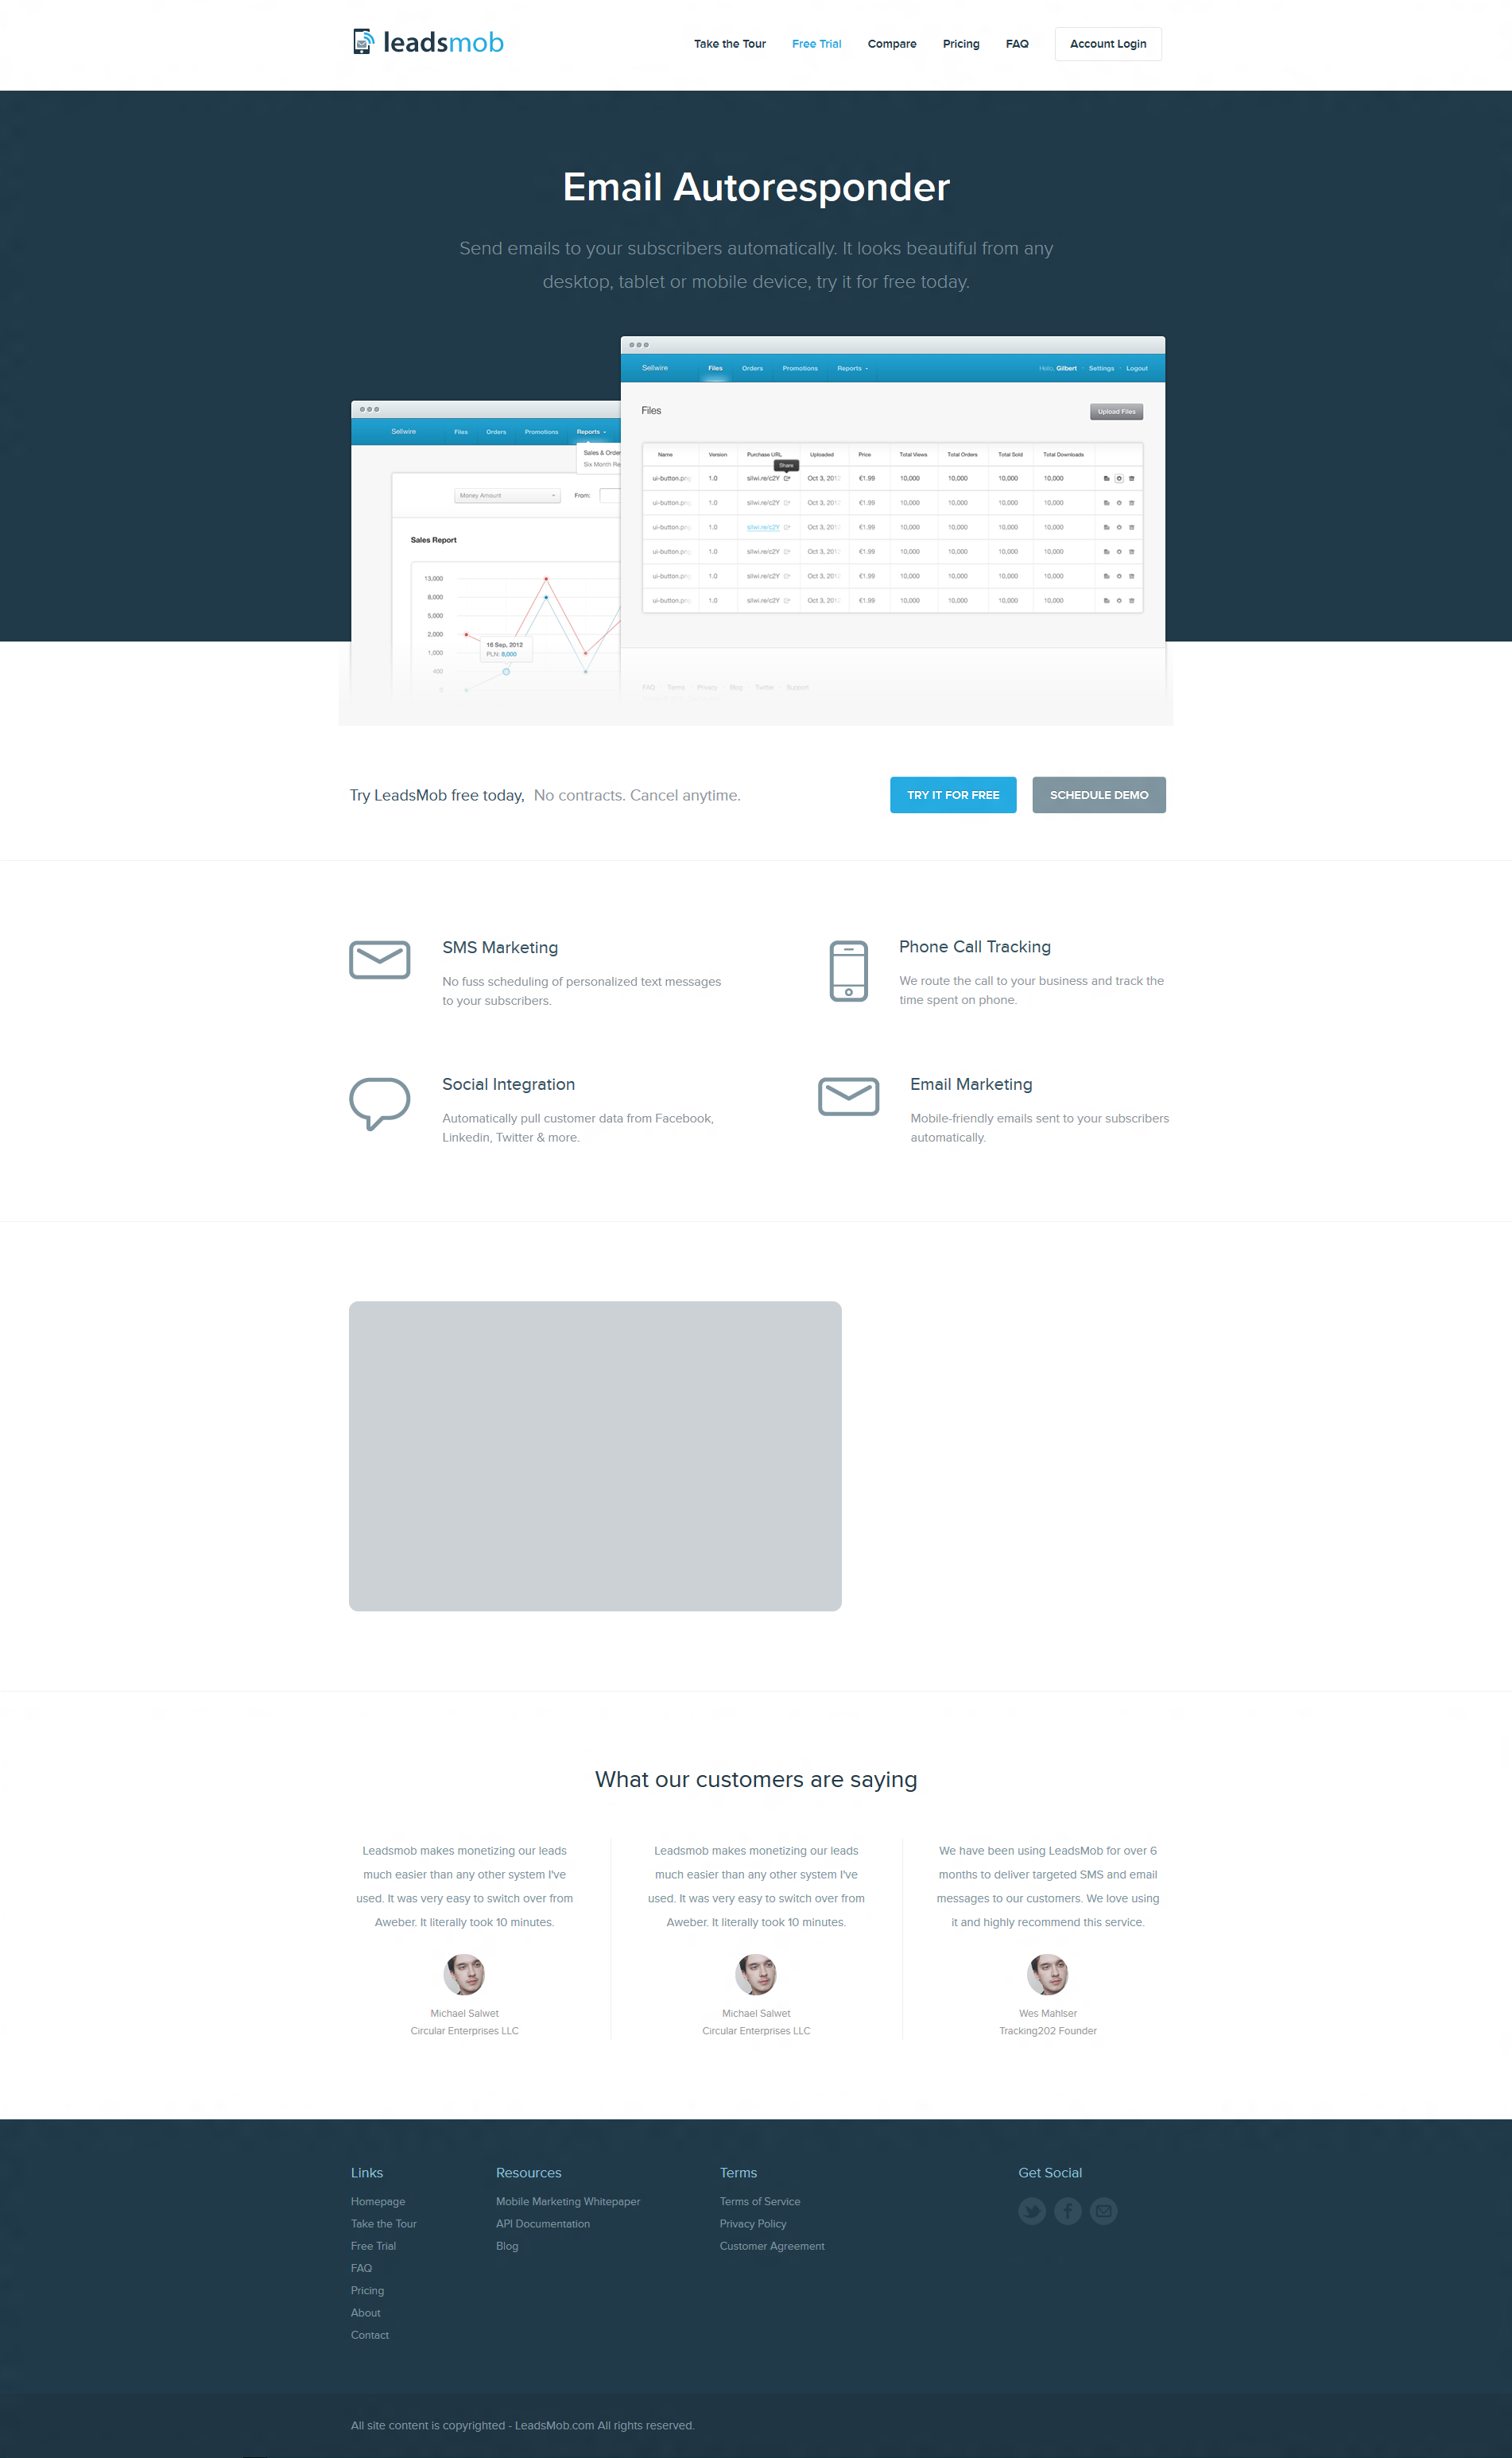 leadsmob
Take the Tour Free Trial Compare Pricing FAQ Account Login
Email Autoresponder
Send emails to your subscribers automatically. It looks beautiful from any
desktop, tablet or mobile device, try it for free today.
Sellwire Files Orders Promotions Reports Hello, Gilbert Settings Logout
Files Upload Files
Name Version Purchase URL Uploaded Price Total Views Total Orders Total Sold Total Downloads
Share
ui-button.png 1.0 silwi.re/c2Y Oct 3, 2012 €1.99 10,000 10,000 10,000 10,000
ui-button.png 1.0 silwi.re/c2Y Oct 3, 2012 €1.99 10,000 10,000 10,000 10,000
ui-button.png 1.0 silwi.re/c2Y Oct 3, 2012 €1.99 10,000 10,000 10,000 10,000
ui-button.png 1.0 silwi.re/c2Y Oct 3, 2012 €1.99 10,000 10,000 10,000 10,000
ui-button.png 1.0 silwi.re/c2Y Oct 3, 2012 €1.99 10,000 10,000 10,000 10,000
ui-button.png 1.0 silwi.re/c2Y Oct 3, 2012 €1.99 10,000 10,000 10,000 10,000
FAQ Terms Privacy Blog Twitter Support
Sellwire Files Orders Promotions Reports
Sales & Order
Six Month Re
Money Amount From:
Sales Report
13,000
8,000
5,000
2,000
1,000
400
0
16 Sep, 2012
PLN: 8,000
Try LeadsMob free today, No contracts. Cancel anytime.
TRY IT FOR FREE SCHEDULE DEMO
SMS Marketing
No fuss scheduling of personalized text messages
to your subscribers.
Phone Call Tracking
We route the call to your business and track the
time spent on phone.
Social Integration
Automatically pull customer data from Facebook,
Linkedin, Twitter & more.
Email Marketing
Mobile-friendly emails sent to your subscribers
automatically.
What our customers are saying
Leadsmob makes monetizing our leads
much easier than any other system I've
used. It was very easy to switch over from
Aweber. It literally took 10 minutes.
Michael Salwet
Circular Enterprises LLC
Leadsmob makes monetizing our leads
much easier than any other system I've
used. It was very easy to switch over from
Aweber. It literally took 10 minutes.
Michael Salwet
Circular Enterprises LLC
We have been using LeadsMob for over 6
months to deliver targeted SMS and email
messages to our customers. We love using
it and highly recommend this service.
Wes Mahlser
Tracking202 Founder
Links
Homepage
Take the Tour
Free Trial
FAQ
Pricing
About
Contact
Resources
Mobile Marketing Whitepaper
API Documentation
Blog
Terms
Terms of Service
Privacy Policy
Customer Agreement
Get Social
All site content is copyrighted - LeadsMob.com All rights reserved.